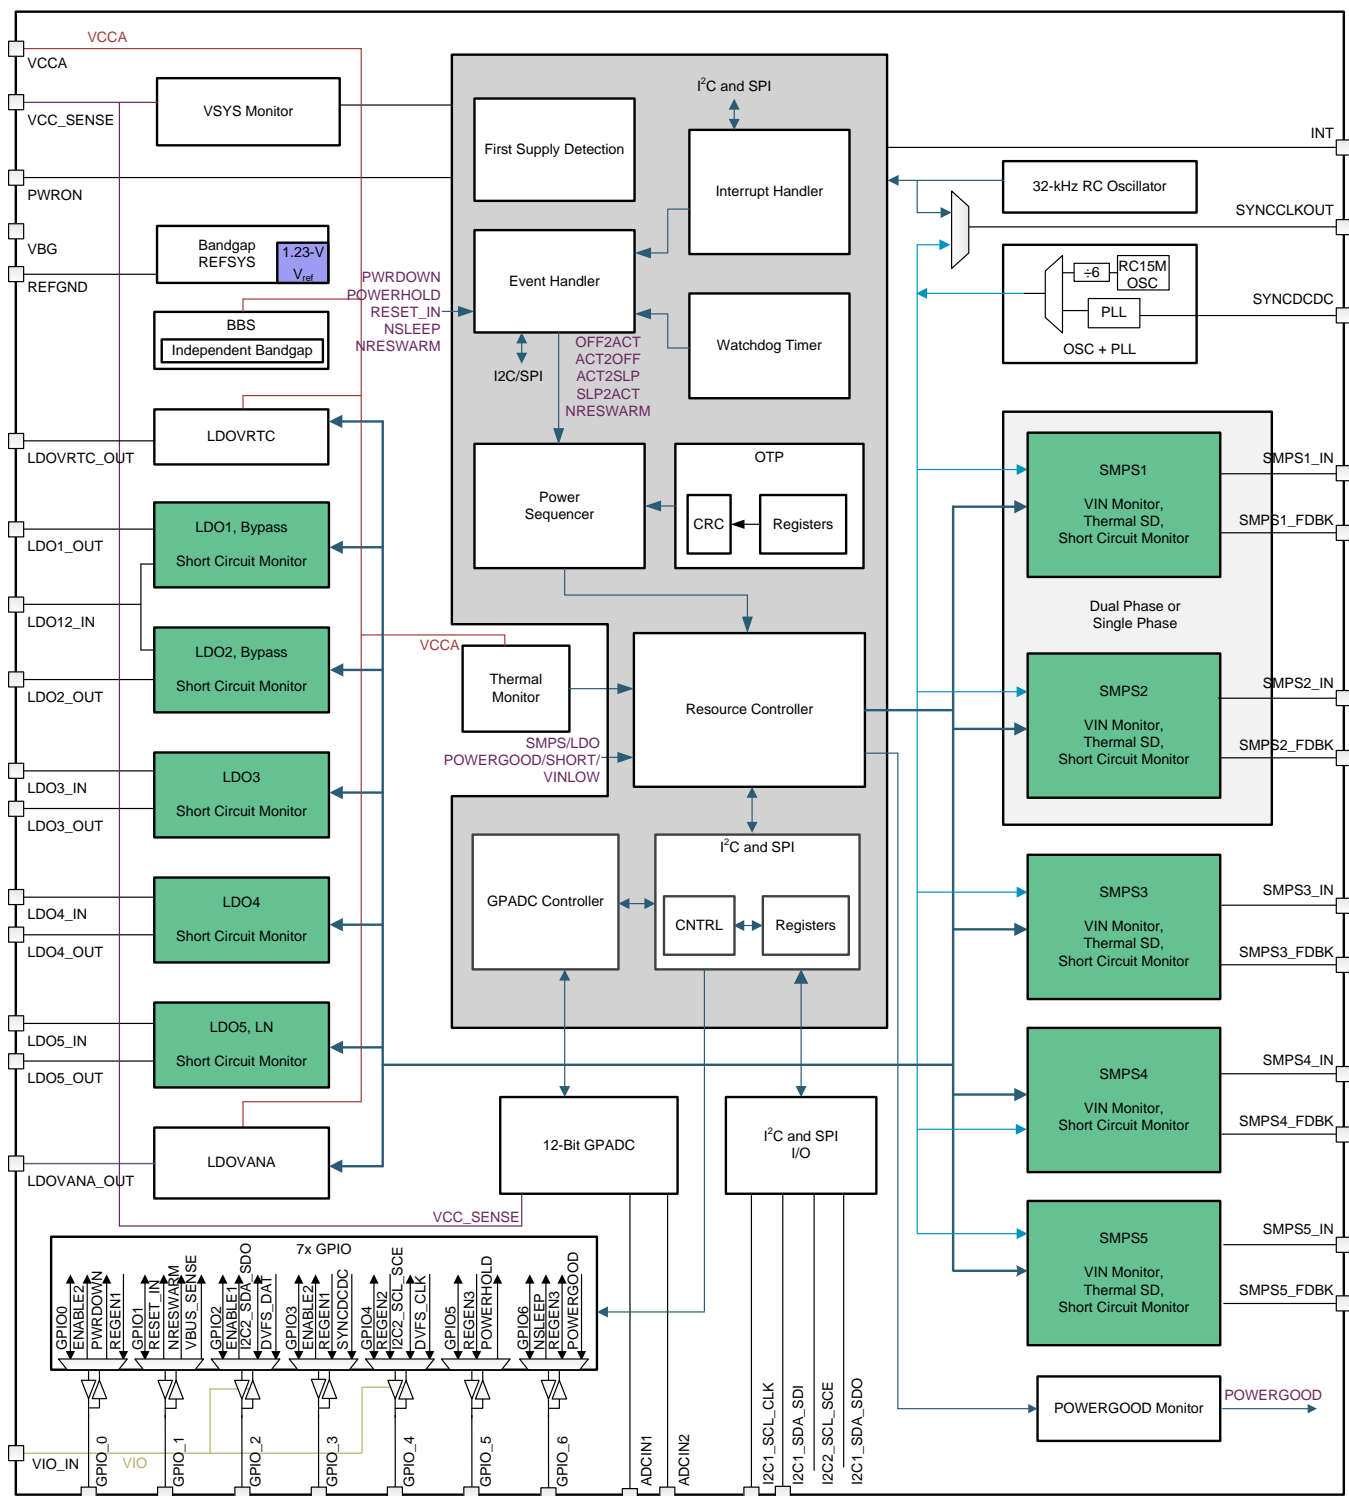 VCCA
VCCA
VCC_SENSE
VSYS Monitor
PWRON
VBG
REFGND
Bandgap
REFSYS
1.23-V
Vref
BBS
Independent Bandgap
LDOVRTC
LDOVRTC_OUT
LDO1, Bypass
Short Circuit Monitor
LDO1_OUT
LDO12_IN
LDO2, Bypass
Short Circuit Monitor
LDO2_OUT
LDO3
Short Circuit Monitor
LDO3_IN
LDO3_OUT
LDO4
Short Circuit Monitor
LDO4_IN
LDO4_OUT
LDO5, LN
Short Circuit Monitor
LDO5_IN
LDO5_OUT
LDOVANA
LDOVANA_OUT
First Supply Detection
I2C and SPI
Interrupt Handler
Event Handler
PWRDOWN
POWERHOLD
RESET_IN
NSLEEP
NRESWARM
I2C/SPI
OFF2ACT
ACT2OFF
ACT2SLP
SLP2ACT
NRESWARM
Watchdog Timer
Power
Sequencer
OTP
CRC
Registers
VCCA
Thermal
Monitor
Resource Controller
SMPS/LDO
POWERGOOD/SHORT/
VINLOW
GPADC Controller
I2C and SPI
CNTRL
Registers
12-Bit GPADC
VCC_SENSE
I2C and SPI
I/O
INT
32-kHz RC Oscillator
SYNCCLKOUT
÷6
RC15M
OSC
PLL
OSC + PLL
SYNCDCDC
SMPS1
VIN Monitor,
Thermal SD,
Short Circuit Monitor
SMPS1_IN
SMPS1_FDBK
Dual Phase or
Single Phase
SMPS2
VIN Monitor,
Thermal SD,
Short Circuit Monitor
SMPS2_IN
SMPS2_FDBK
SMPS3
VIN Monitor,
Thermal SD,
Short Circuit Monitor
SMPS3_IN
SMPS3_FDBK
SMPS4
VIN Monitor,
Short Circuit Monitor
SMPS4_IN
SMPS4_FDBK
SMPS5
VIN Monitor,
Thermal SD,
Short Circuit Monitor
SMPS5_IN
SMPS5_FDBK
POWERGOOD Monitor
POWERGOOD
7x GPIO
GPIO0
ENABLE2
PWRDOWN
REGEN1
GPIO1
RESET_IN
NRESWARM
VBUS_SENSE
GPIO2
ENABLE1
I2C2_SDA_SDO
DVFS_DAT
GPIO3
ENABLE2
REGEN1
SYNCDCDC
GPIO4
REGEN2
I2C2_SCL_SCE
DVFS_CLK
GPIO5
REGEN3
POWERHOLD
GPIO6
NSLEEP
REGEN3
POWERGOOD
VIO_IN
VIO
GPIO_0
GPIO_1
GPIO_2
GPIO_3
GPIO_4
GPIO_5
GPIO_6
ADCIN1
ADCIN2
I2C1_SCL_CLK
I2C1_SDA_SDI
I2C2_SCL_SCE
I2C1_SDA_SDO